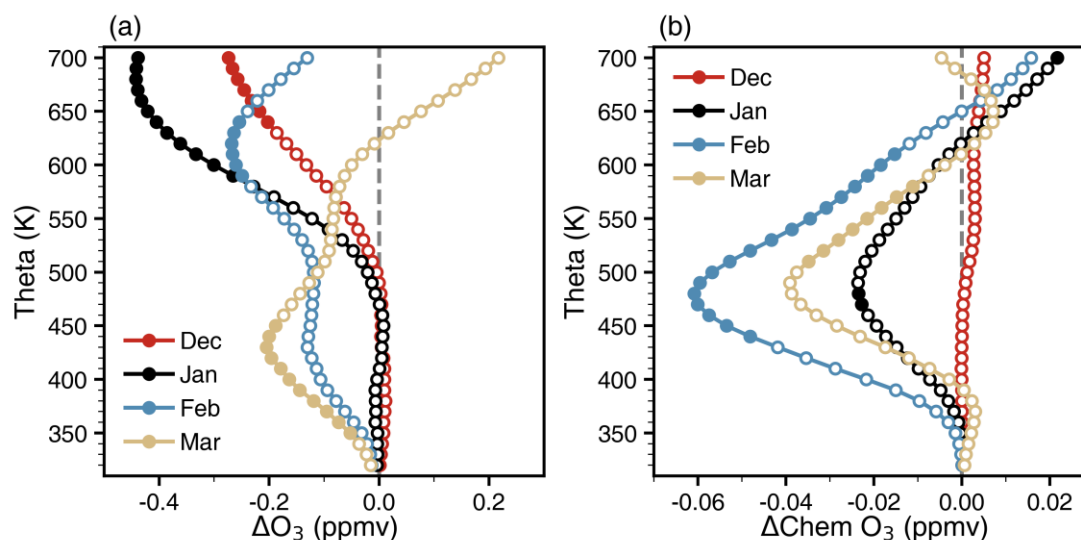 (a)
700
650
600
550
500
450
400
350
Theta (K)
Dec
Jan
Feb
Mar
-0.4
-0.2
0.0
0.2
ΔO₃ (ppmv)
(b)
700
650
600
550
500
450
400
350
Theta (K)
Dec
Jan
Feb
Mar
-0.06
-0.04
-0.02
0.00
0.02
ΔChem O₃ (ppmv)